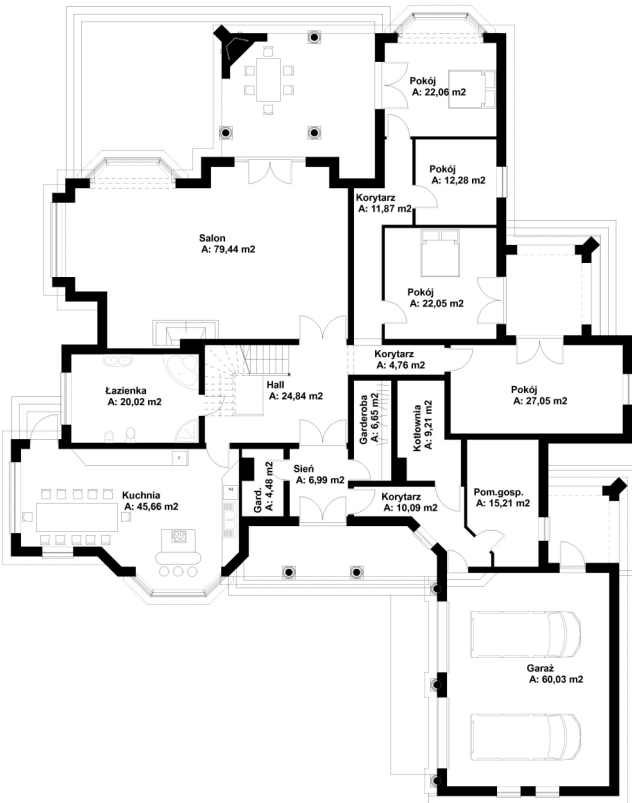 Pokój
A: 22,06 m2
Pokój
A: 12,28 m2
Korytarz
A: 11,87 m2
Salon
A: 79,44 m2
Pokój
A: 22,05 m2
Korytarz
A: 4,76 m2
Łazienka
A: 20,02 m2
Hall
A: 24,84 m2
Pokój
A: 27,05 m2
Garderoba
A: 6,65 m2
Kotłownia
A: 9,21 m2
Sień
A: 6,99 m2
Gard.
A: 4,48 m2
Kuchnia
A: 45,66 m2
Korytarz
A: 10,09 m2
Pom.gosp.
A: 15,21 m2
F
Z
Garaż
A: 60,03 m2